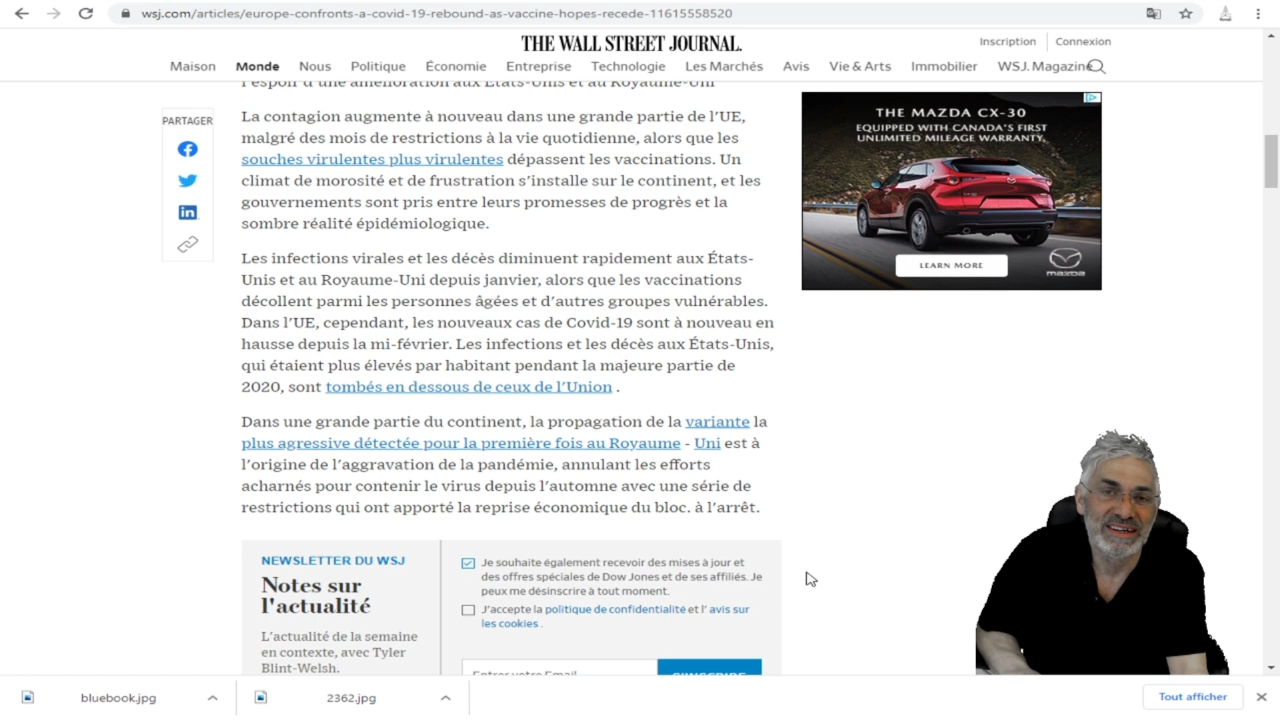 wsj.com/articles/europe-confronts-a-covid-19-rebound-as-vaccine-hopes-recede-11615558520
THE WALL STREET JOURNAL.
Inscription
Connexion
Maison
Monde
Nous
Politique
Économie
Entreprise
Technologie
Les Marchés
Avis
Vie & Arts
Immobilier
WSJ. Magazine
l'espoir d'une amélioration aux États-Unis et au Royaume-Uni
PARTAGER
La contagion augmente à nouveau dans une grande partie de l'UE,
malgré des mois de restrictions à la vie quotidienne, alors que les
souches virulentes plus virulentes dépassent les vaccinations. Un
climat de morosité et de frustration s'installe sur le continent, et les
gouvernements sont pris entre leurs promesses de progrès et la
sombre réalité épidémiologique.
Les infections virales et les décès diminuent rapidement aux États-
Unis et au Royaume-Uni depuis janvier, alors que les vaccinations
décollent parmi les personnes âgées et d'autres groupes vulnérables.
Dans l'UE, cependant, les nouveaux cas de Covid-19 sont à nouveau en
hausse depuis la mi-février. Les infections et les décès aux États-Unis,
qui étaient plus élevés par habitant pendant la majeure partie de
2020, sont tombés en dessous de ceux de l'Union .
Dans une grande partie du continent, la propagation de la variante la
plus agressive détectée pour la première fois au Royaume - Uni est à
l'origine de l'aggravation de la pandémie, annulant les efforts
acharnés pour contenir le virus depuis l'automne avec une série de
restrictions qui ont apporté la reprise économique du bloc. à l'arrêt.
THE MAZDA CX-30
EQUIPPED WITH CANADA'S FIRST
UNLIMITED MILEAGE WARRANTY.
LEARN MORE
mazda
NEWSLETTER DU WSJ
Notes sur
l'actualité
L'actualité de la semaine
en contexte, avec Tyler
Blint-Welsh.
Je souhaite également recevoir des mises à jour et
des offres spéciales de Dow Jones et de ses affiliés. Je
peux me désinscrire à tout moment.
J'accepte la politique de confidentialité et l' avis sur
les cookies .
Entrer votre Email
S'INSCRIRE
bluebook.jpg
2362.jpg
Tout afficher